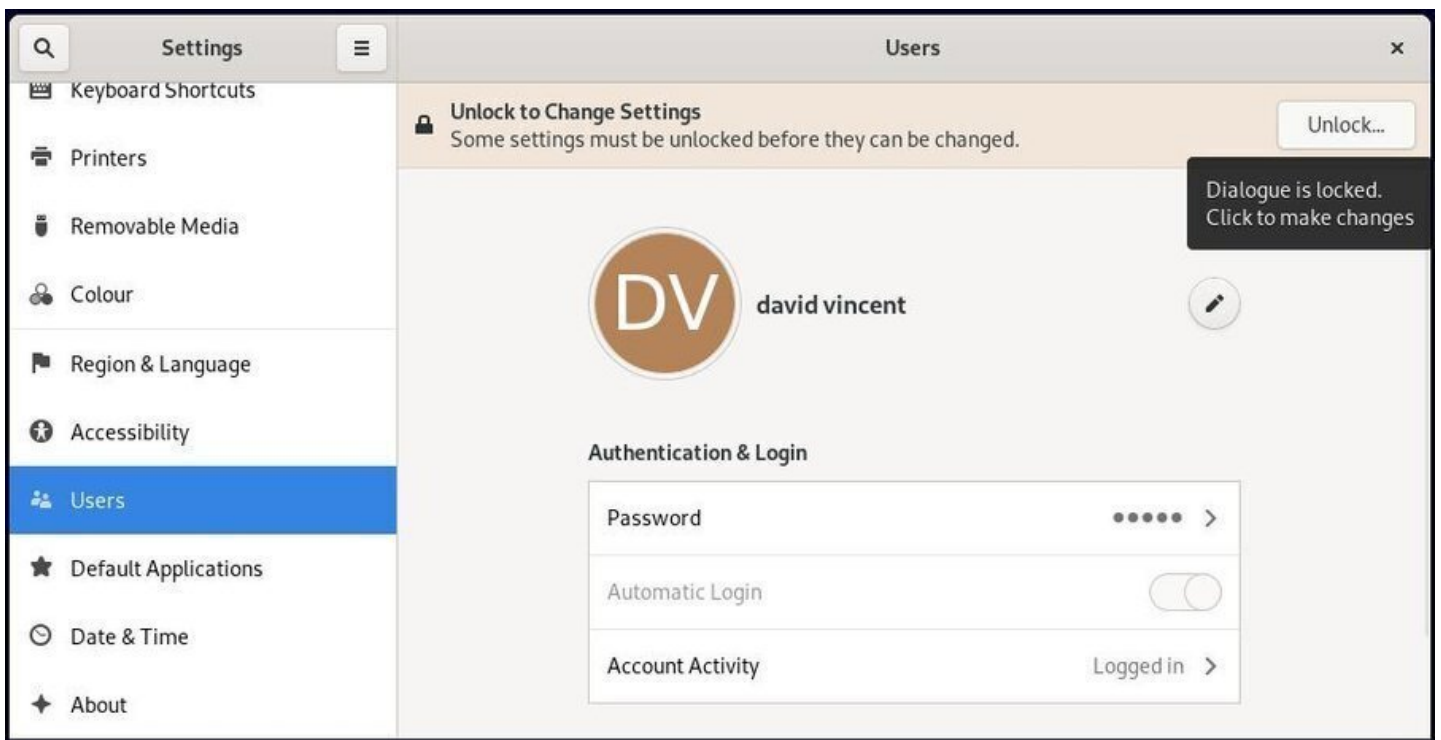 Settings
Keyboard Shortcuts
Printers
Removable Media
Colour
Region & Language
Accessibility
Users
Default Applications
Date & Time
About
Users
Unlock to Change Settings
Some settings must be unlocked before they can be changed.
Unlock...
Dialogue is locked.
Click to make changes
DV
david vincent
Authentication & Login
Password
Automatic Login
Account Activity
Logged in